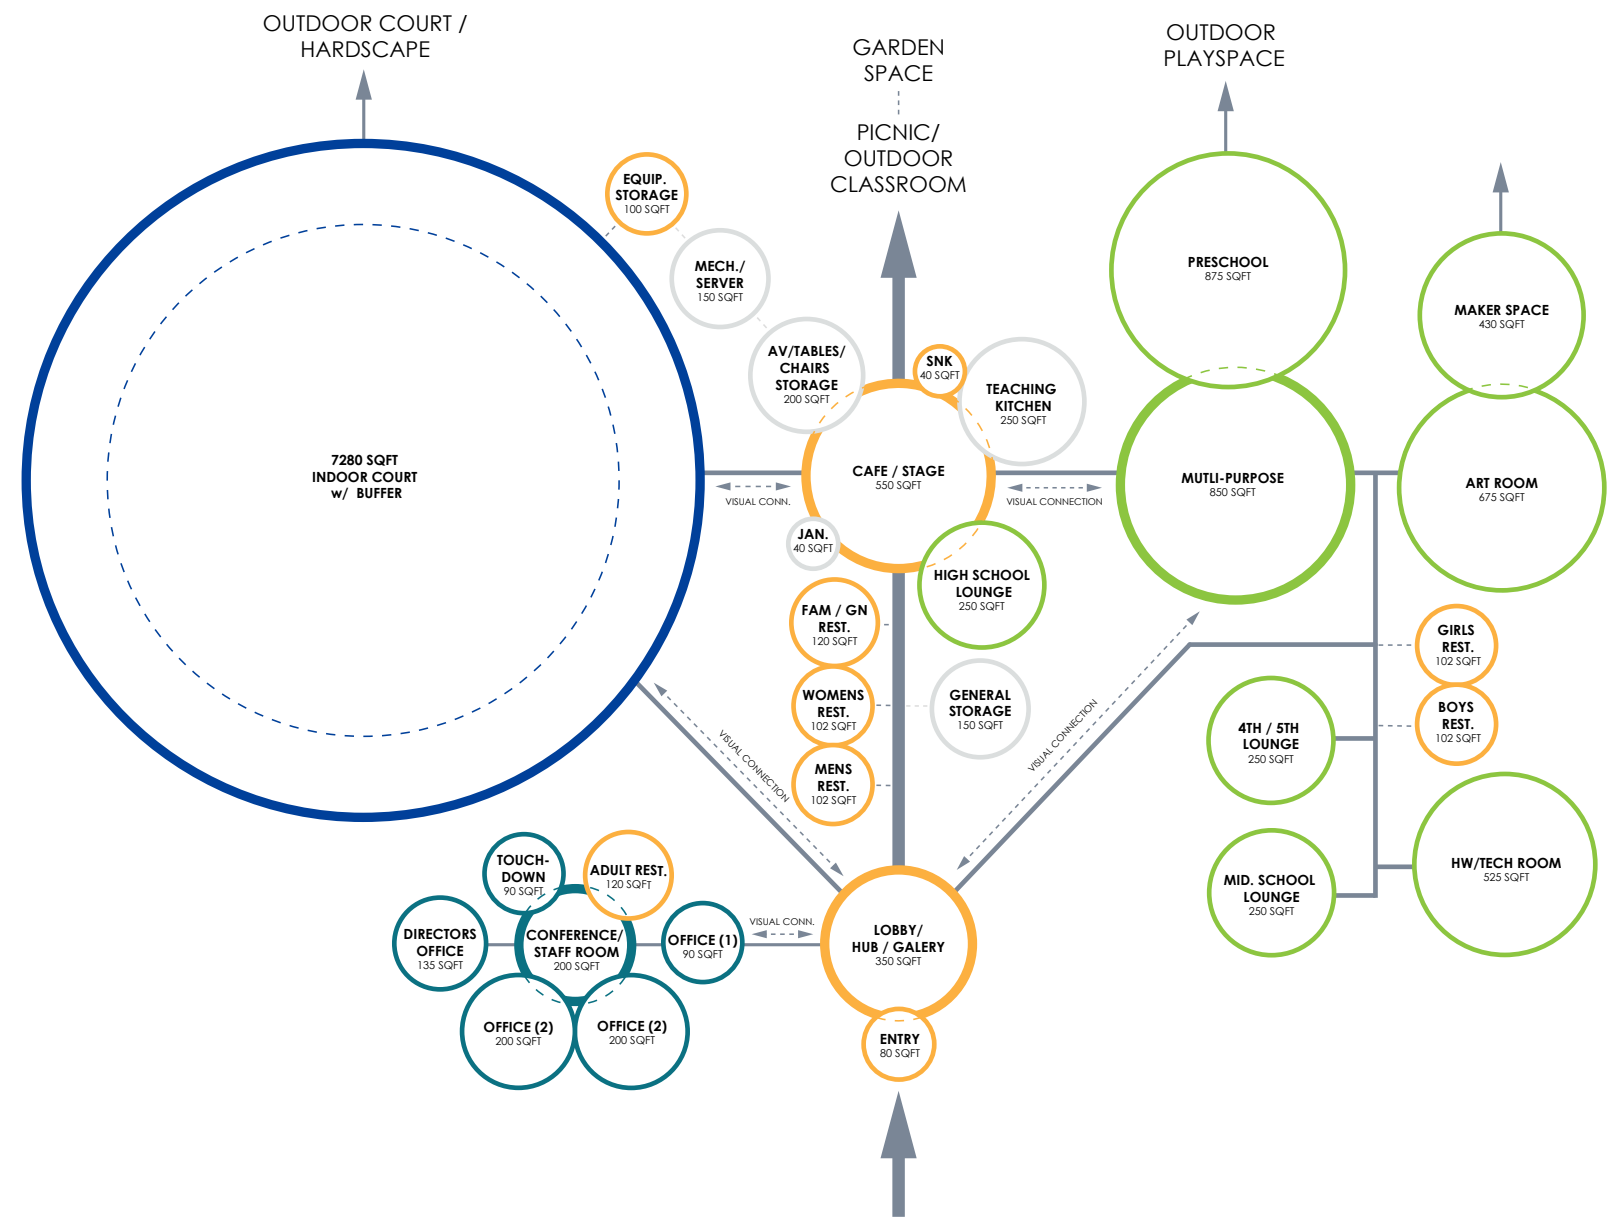 OUTDOOR COURT /
HARDSCAPE
GARDEN
SPACE
PICNIC/
OUTDOOR
CLASSROOM
OUTDOOR
PLAYSPACE
EQUIP.
STORAGE
100 SQFT
MECH./
SERVER
150 SQFT
AV/TABLES/
CHAIRS
STORAGE
200 SQFT
SNK
40 SQFT
TEACHING
KITCHEN
250 SQFT
PRESCHOOL
875 SQFT
MAKER SPACE
430 SQFT
7280 SQFT
INDOOR COURT
w/ BUFFER
VISUAL CONN.
CAFE / STAGE
550 SQFT
VISUAL CONNECTION
MUTLI-PURPOSE
850 SQFT
ART ROOM
675 SQFT
JAN.
40 SQFT
HIGH SCHOOL
LOUNGE
250 SQFT
FAM / GN
REST.
120 SQFT
WOMENS
REST.
102 SQFT
MENS
REST.
102 SQFT
GENERAL
STORAGE
150 SQFT
GIRLS
REST.
102 SQFT
BOYS
REST.
102 SQFT
4TH / 5TH
LOUNGE
250 SQFT
MID. SCHOOL
LOUNGE
250 SQFT
HW/TECH ROOM
525 SQFT
VISUAL CONNECTION
VISUAL CONNECTION
TOUCH-
DOWN
90 SQFT
ADULT REST.
120 SQFT
DIRECTORS
OFFICE
135 SQFT
CONFERENCE/
STAFF ROOM
200 SQFT
OFFICE (1)
90 SQFT
VISUAL CONN.
LOBBY/
HUB / GALERY
350 SQFT
OFFICE (2)
200 SQFT
OFFICE (2)
200 SQFT
ENTRY
80 SQFT